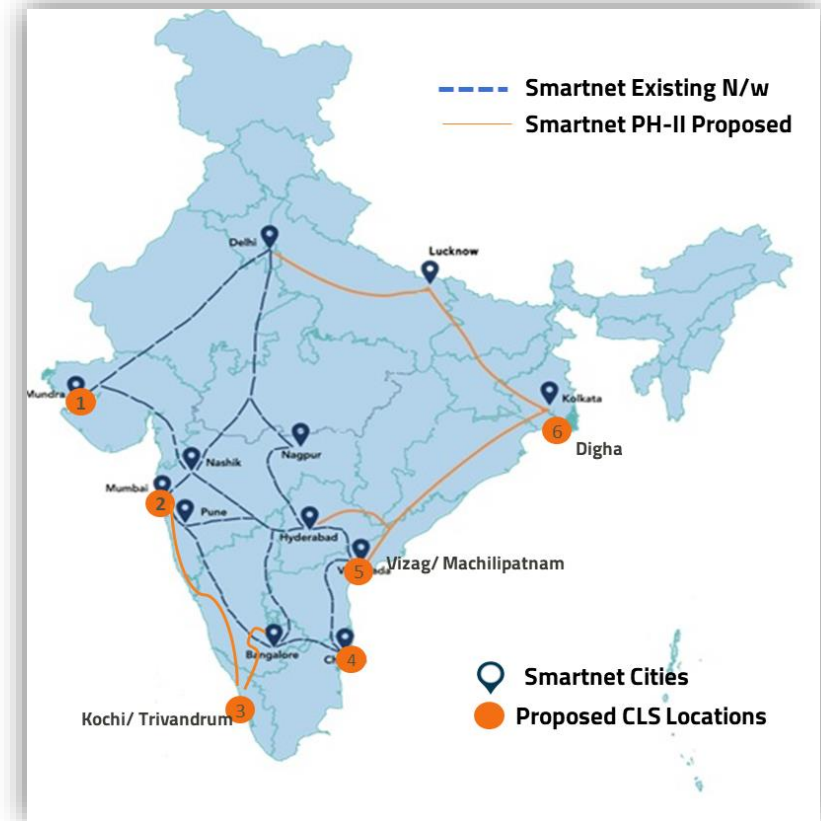 Smartnet Existing N/w
Smartnet PH-II Proposed
Delhi
Lucknow
Mundra
1
Kolkata
6
Digha
Nashik
Nagpur
Mumbai
2
Pune
Hyderabad
Vizag/ Machilipatnam
5
Bangalore
4
Smartnet Cities
3
Kochi/ Trivandrum
Proposed CLS Locations